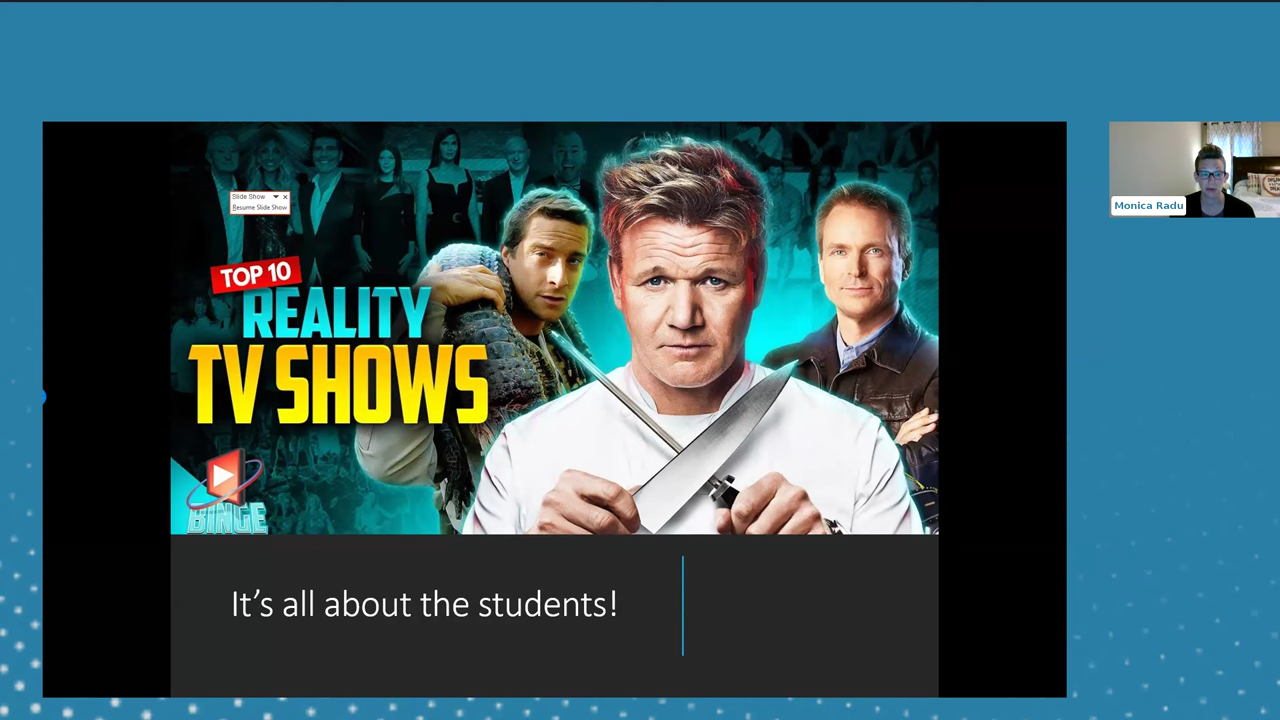 Slide Show
Resume Slide Show
TOP 10
REALITY
TV SHOWS
BINGE
It's all about the students!
Monica Radu